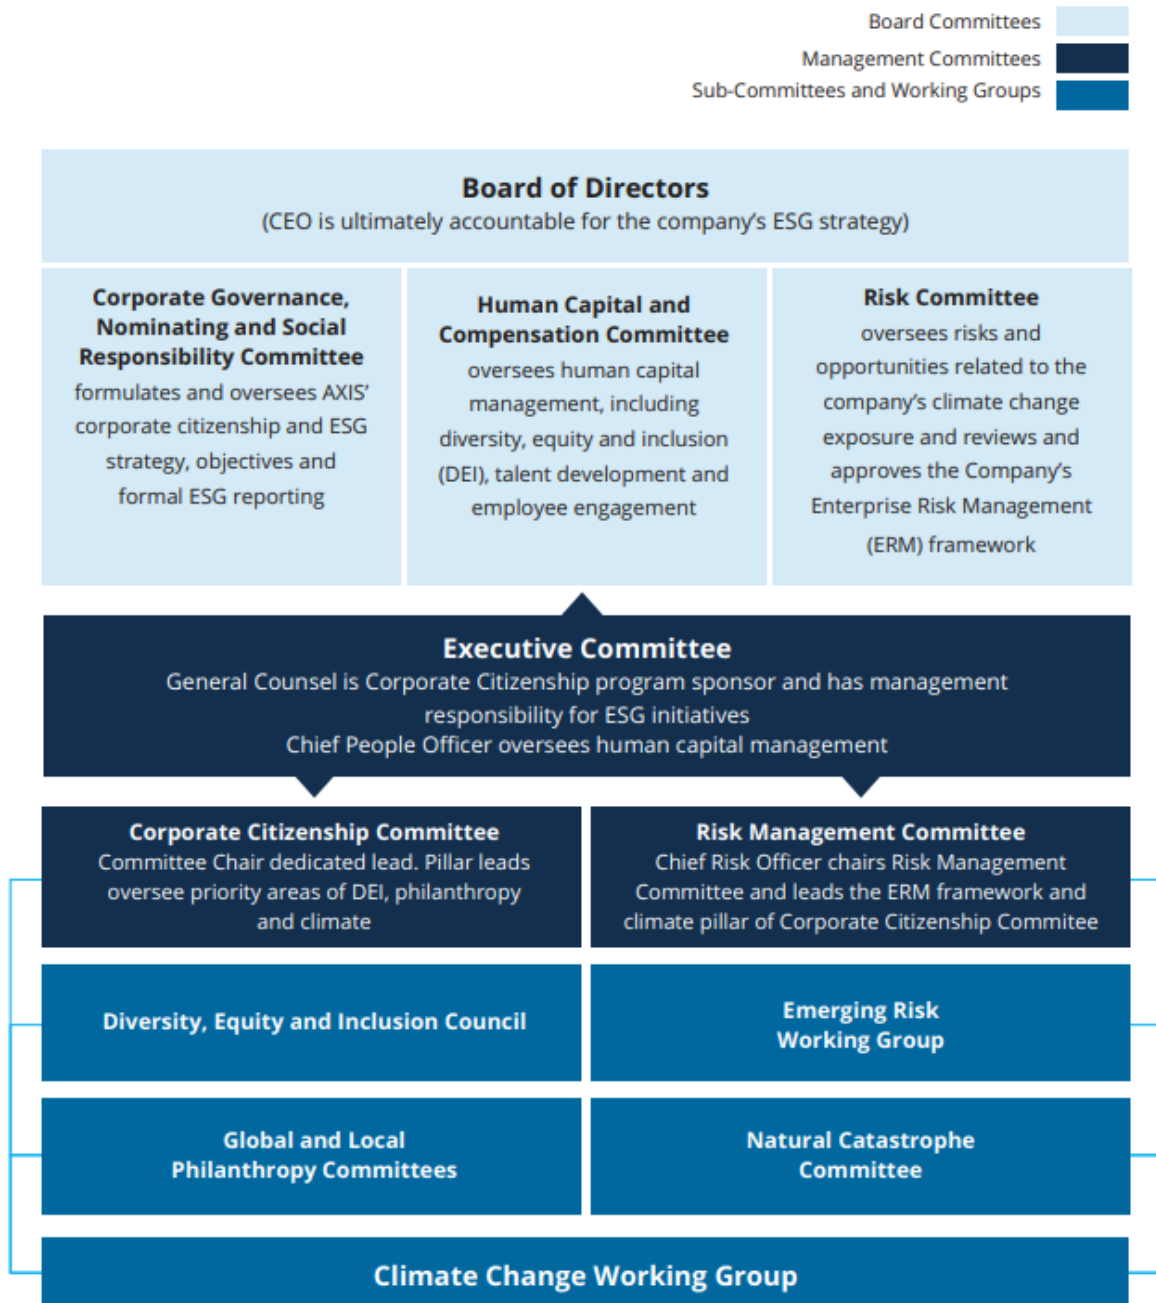 Board Committees
Management Committees
Sub-Committees and Working Groups
Board of Directors
(CEO is ultimately accountable for the company’s ESG strategy)
Corporate Governance,
Nominating and Social
Responsibility Committee
formulates and oversees AXIS’
corporate citizenship and ESG
strategy, objectives and
formal ESG reporting
Human Capital and
Compensation Committee
oversees human capital
management, including
diversity, equity and inclusion
(DEI), talent development and
employee engagement
Risk Committee
oversees risks and
opportunities related to the
company’s climate change
exposure and reviews and
approves the Company’s
Enterprise Risk Management
(ERM) framework
Executive Committee
General Counsel is Corporate Citizenship program sponsor and has management
responsibility for ESG initiatives
Chief People Officer oversees human capital management
Corporate Citizenship Committee
Committee Chair dedicated lead. Pillar leads
oversee priority areas of DEI, philanthropy
and climate
Risk Management Committee
Chief Risk Officer chairs Risk Management
Committee and leads the ERM framework and
climate pillar of Corporate Citizenship Commitee
Diversity, Equity and Inclusion Council
Emerging Risk
Working Group
Global and Local
Philanthropy Committees
Natural Catastrophe
Committee
Climate Change Working Group